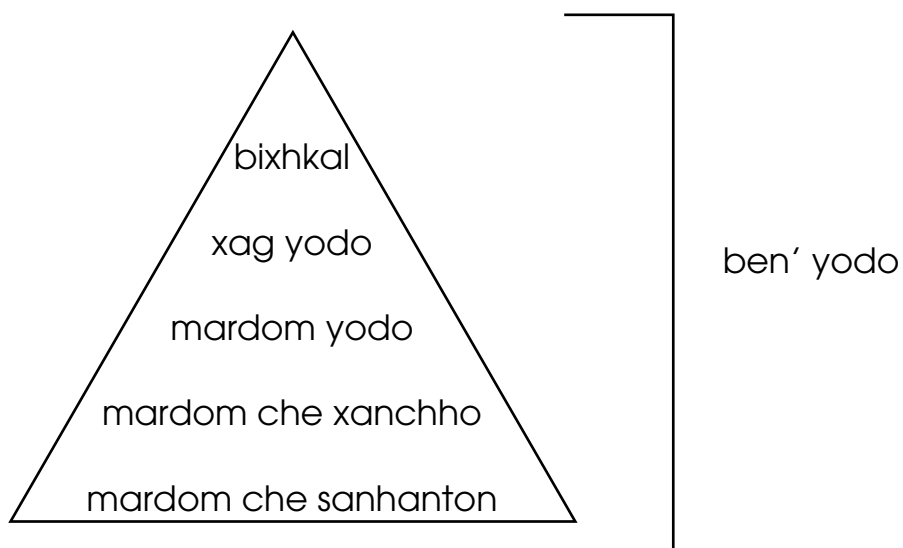 bixhkal
xag yodo
ben’ yodo
mardom yodo
mardom che xanchho
mardom che sanhanton